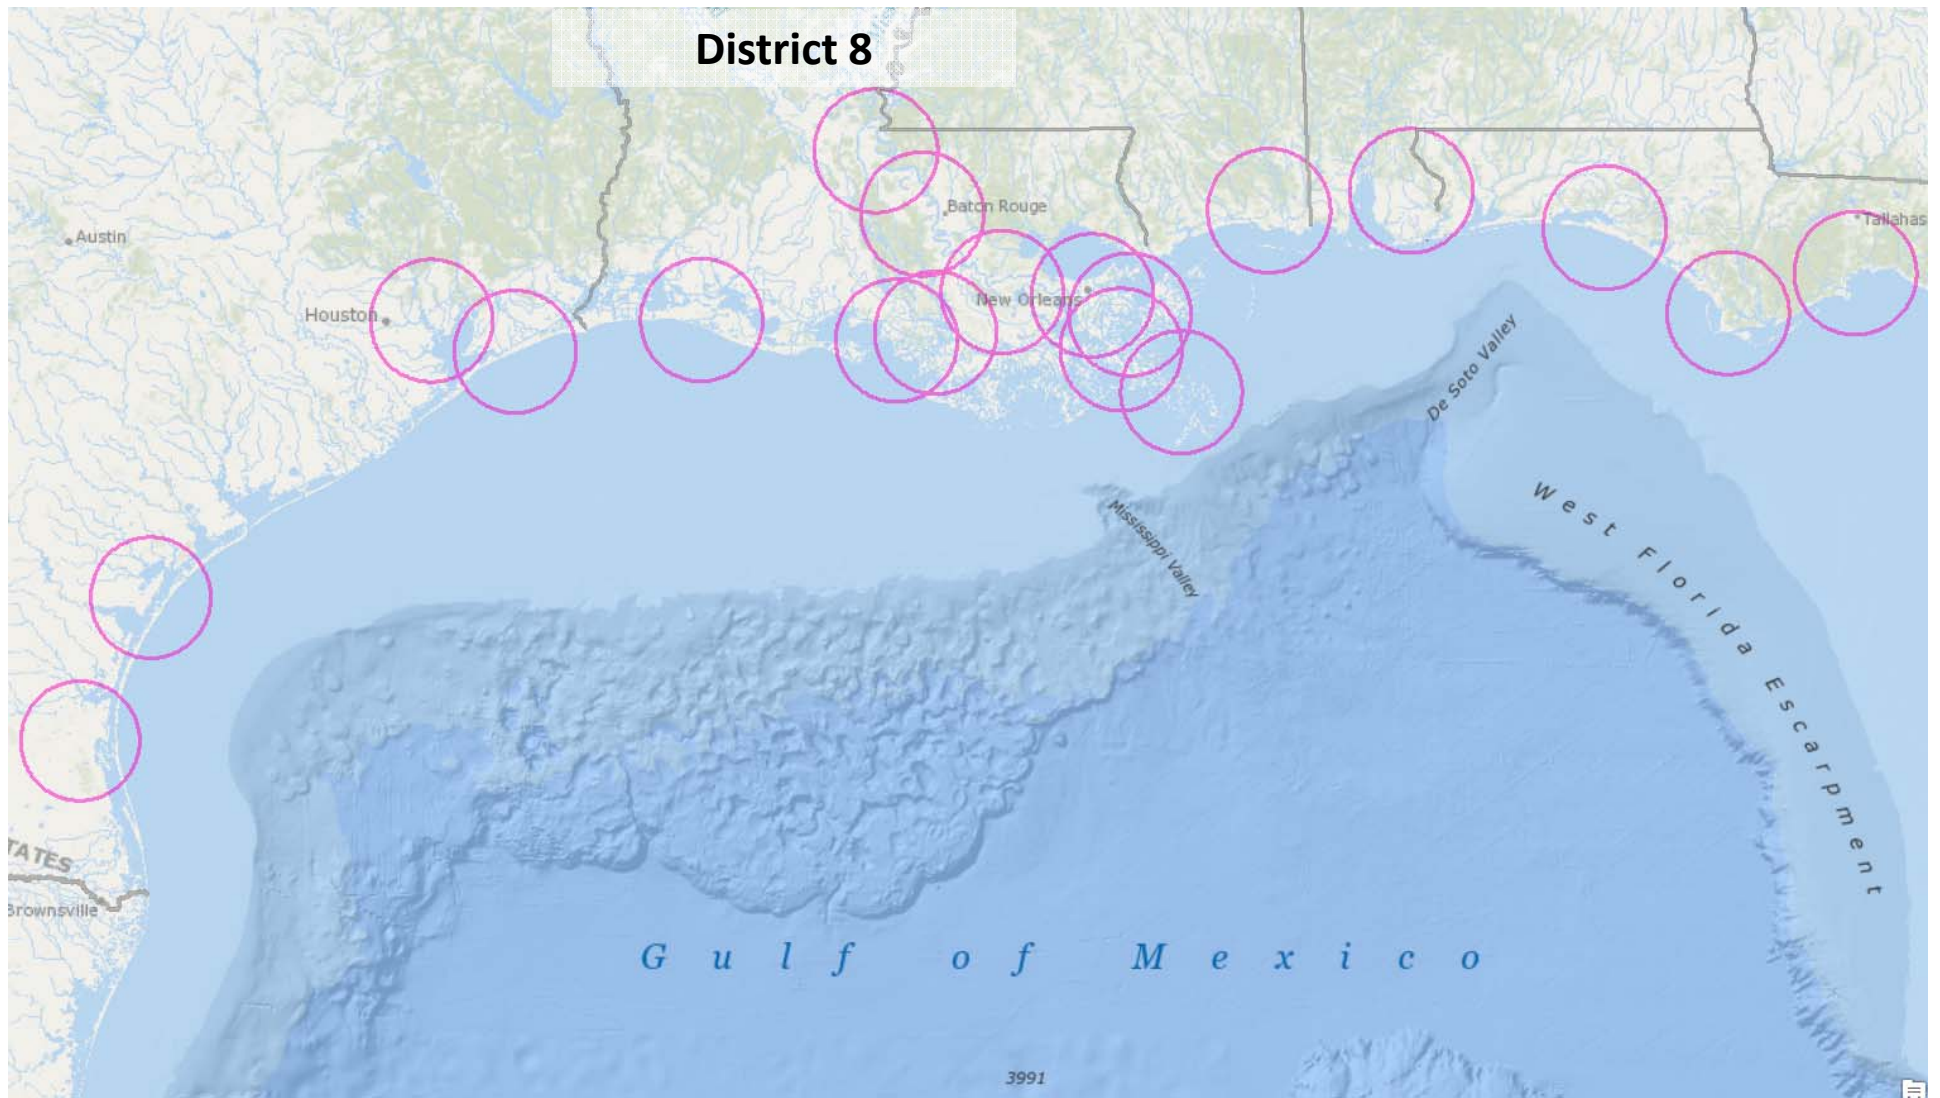 District 8
Baton Rouge
Austin
Tallahas
New Orleans
Houston
De Soto Valley
West Florida Escarpment
Mississippi Valley
TATES
Brownsville
Gulf of Mexico
3991